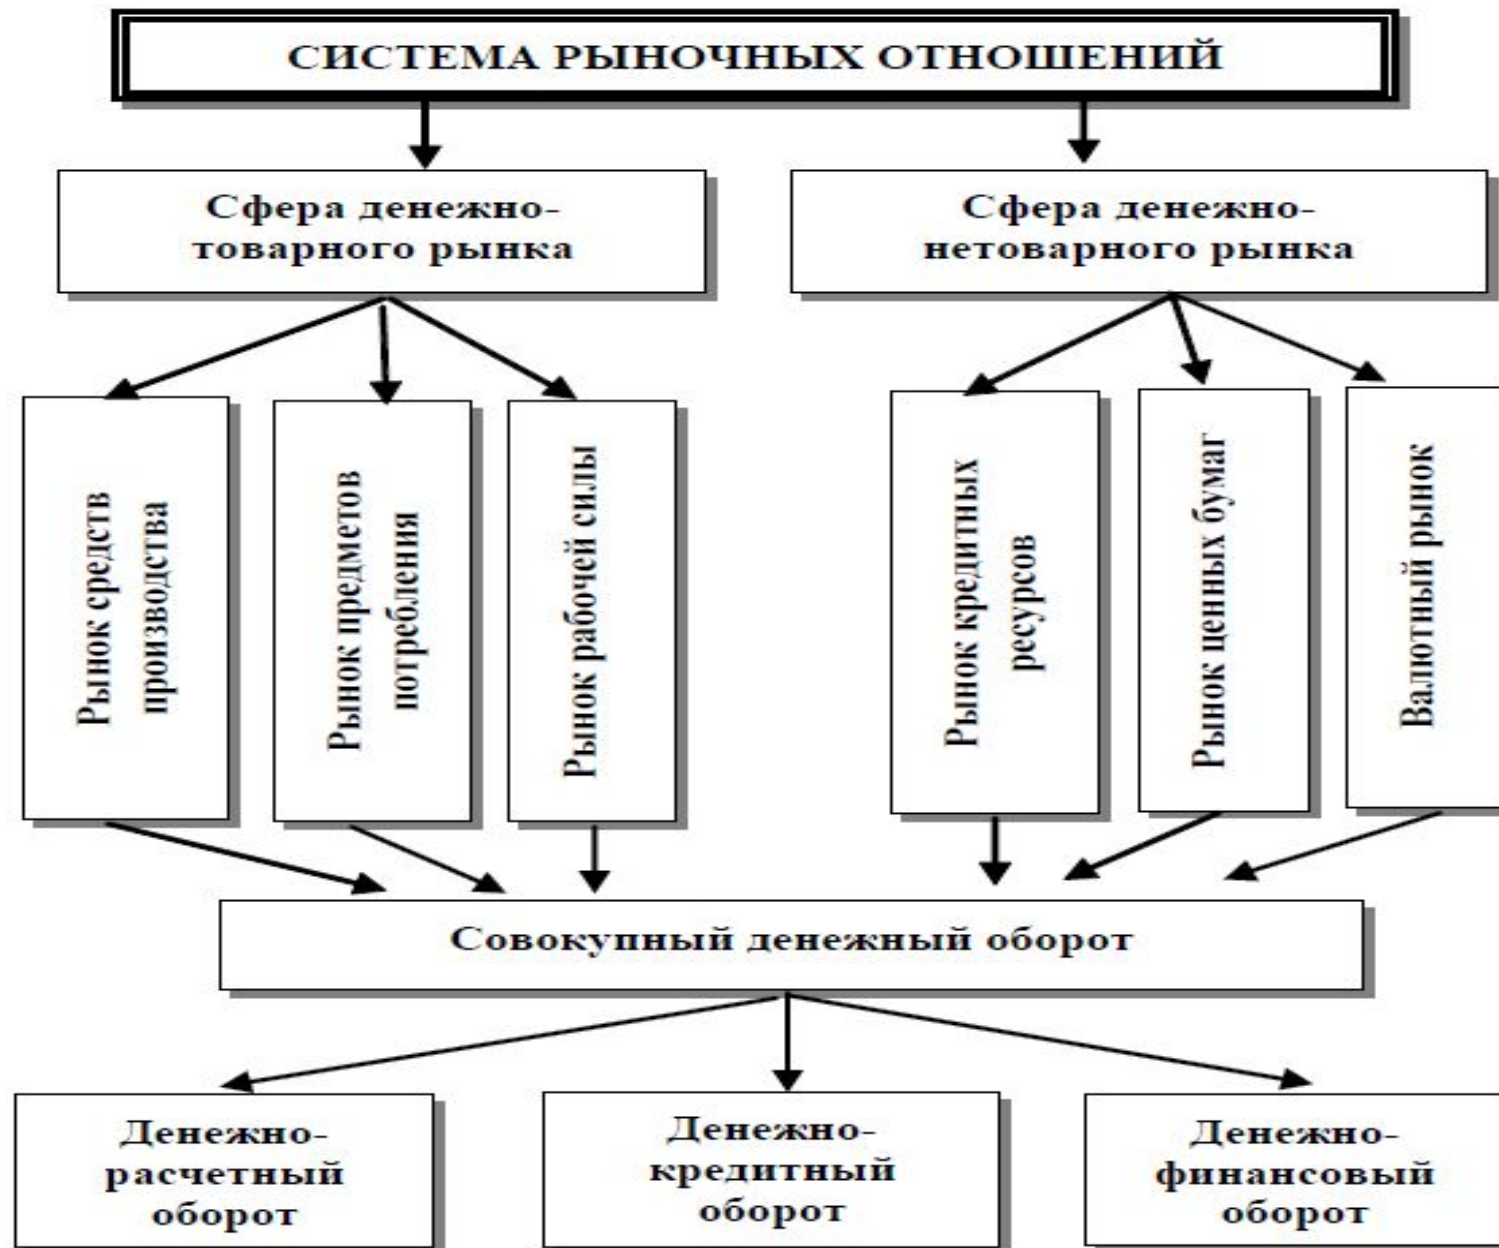 СИСТЕМА РЫНОЧНЫХ ОТНОШЕНИЙ
Сфера денежно-
товарного рынка
Сфера денежно-
нетоварного рынка
Рынок средств
производства
Рынок предметов
потребления
Рынок рабочей силы
Рынок кредитных
ресурсов
Рынок ценных бумаг
Валютный рынок
Совокупный денежный оборот
Денежно-
расчетный
оборот
Денежно-
кредитный
оборот
Денежно-
финансовый
оборот